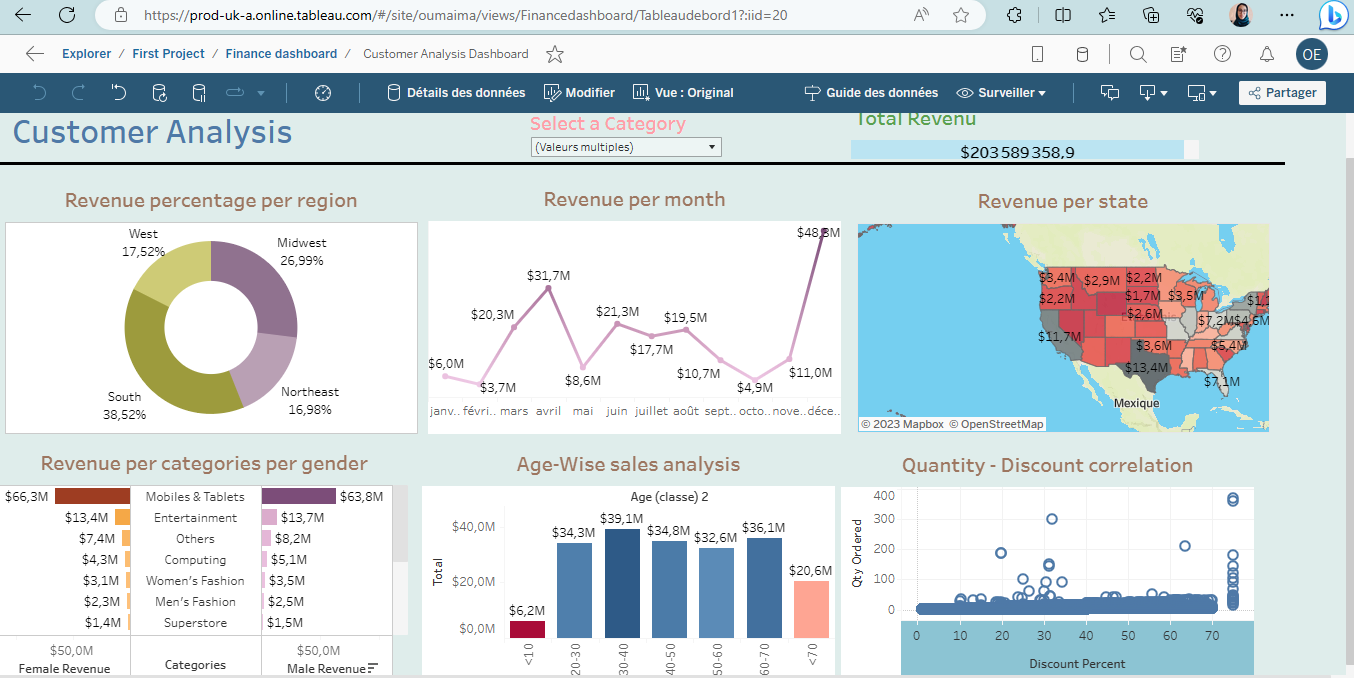 https://prod-uk-a.online.tableau.com/#/site/oumaima/views/Financedashboard/Tableaudebord1?:iid=20
Explorer / First Project / Finance dashboard / Customer Analysis Dashboard
OE
Détails des données Modifier Vue : Original Guide des données Surveiller Partager
Customer Analysis
Select a Category
(Valeurs multiples)
Total Revenu
$203 589 358,9
Revenue percentage per region
West
17,52%
Midwest
26,99%
South
38,52%
Northeast
16,98%
Revenue per month
$48,8M
$31,7M
$20,3M
$21,3M
$19,5M
$17,7M
$6,0M
$3,7M
$8,6M
$10,7M
$4,9M
$11,0M
janv.. févri.. mars avril mai juin juillet août sept.. octo.. nove.. déce..
Revenue per state
$3,4M
$2,9M
$2,2M
$2,2M
$1,7M
$3,5M
$2,6M
$7,2M
$4,6M
$11,7M
$3,6M
$5,4M
$13,4M
$7,1M
Mexique
© 2023 Mapbox © OpenStreetMap
Revenue per categories per gender
$66,3M Mobiles & Tablets $63,8M
$13,4M Entertainment $13,7M
$7,4M Others $8,2M
$4,3M Computing $5,1M
$3,1M Women's Fashion $3,5M
$2,3M Men's Fashion $2,5M
$1,4M Superstore $1,5M
$50,0M $50,0M
Female Revenue Categories Male Revenue
Age-Wise sales analysis
Age (classe) 2
Total
$40,0M
$20,0M
$0,0M
$6,2M
$34,3M
$39,1M
$34,8M
$32,6M
$36,1M
$20,6M
<10 20-30 30-40 40-50 50-60 60-70 <70
Quantity - Discount correlation
Qty Ordered
400
300
200
100
0
0 10 20 30 40 50 60 70
Discount Percent